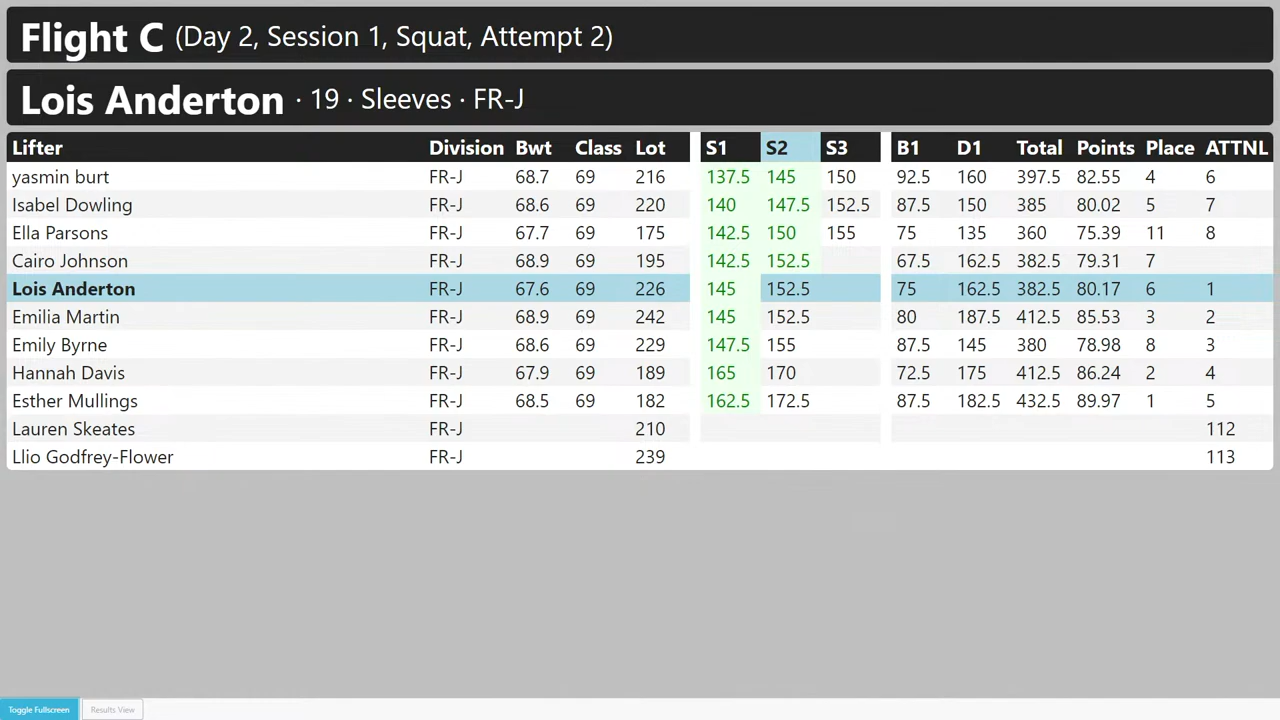 Flight C (Day 2, Session 1, Squat, Attempt 2)
Lois Anderton · 19 · Sleeves · FR-J
Lifter Division Bwt Class Lot S1 S2 S3 B1 D1 Total Points Place ATTNL
yasmin burt FR-J 68.7 69 216 137.5 145 150 92.5 160 397.5 82.55 4 6
Isabel Dowling FR-J 68.6 69 220 140 147.5 152.5 87.5 150 385 80.02 5 7
Ella Parsons FR-J 67.7 69 175 142.5 150 155 75 135 360 75.39 11 8
Cairo Johnson FR-J 68.9 69 195 142.5 152.5 67.5 162.5 382.5 79.31 7
Lois Anderton FR-J 67.6 69 226 145 152.5 75 162.5 382.5 80.17 6 1
Emilia Martin FR-J 68.9 69 242 145 152.5 80 187.5 412.5 85.53 3 2
Emily Byrne FR-J 68.6 69 229 147.5 155 87.5 145 380 78.98 8 3
Hannah Davis FR-J 67.9 69 189 165 170 72.5 175 412.5 86.24 2 4
Esther Mullings FR-J 68.5 69 182 162.5 172.5 87.5 182.5 432.5 89.97 1 5
Lauren Skeates FR-J 210 112
Llio Godfrey-Flower FR-J 239 113
Toggle Fullscreen Results View